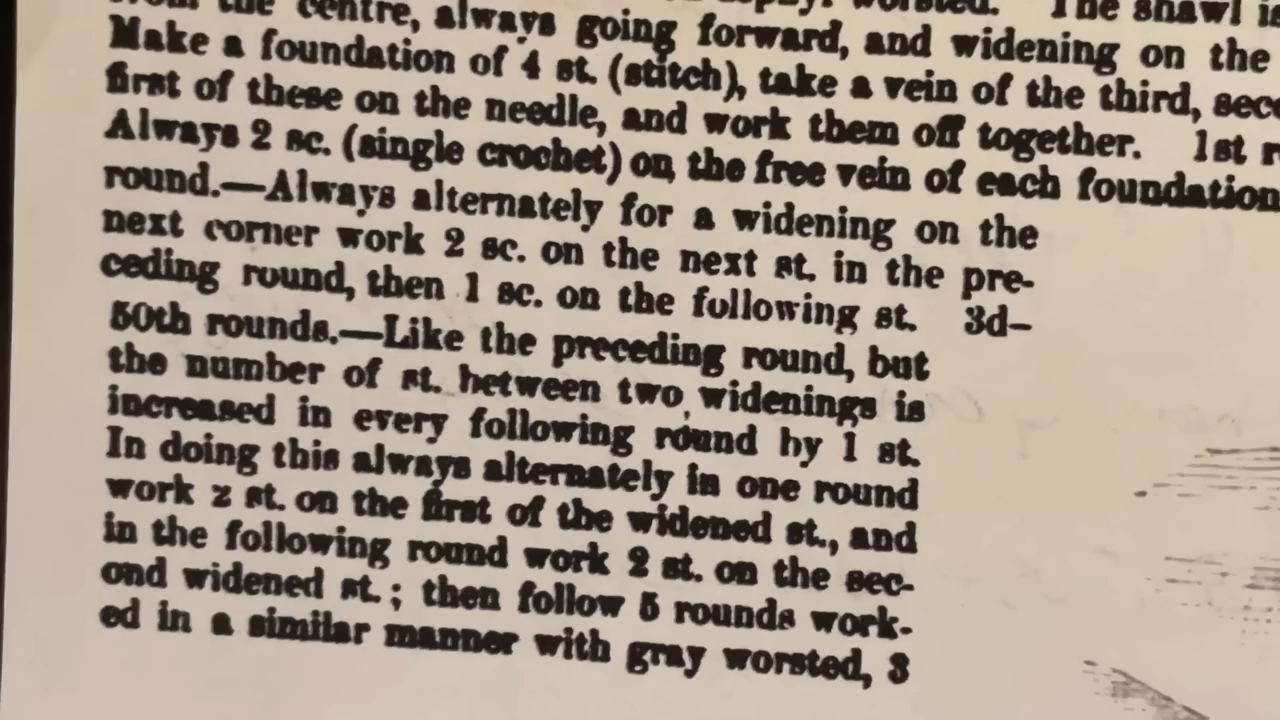 the centre, always going forward, and widening on the
Make a foundation of 4 st. (stitch), take a vein of the third,
first of these on the needle, and work them off together. 1st
Always 2 sc. (single crochet) on the free vein of each foundation
round.—Always alternately for a widening on the
next corner work 2 sc. on the next st. in the pre-
ceding round, then 1 sc. on the following st. 3d–
50th rounds.—Like the preceding round, but
the number of st. between two widenings is
increased in every following round by 1 st.
In doing this always alternately in one round
work 2 st. on the first of the widened st., and
in the following round work 2 st. on the sec-
ond widened st.; then follow 5 rounds work-
ed in a similar manner with gray worsted, 3